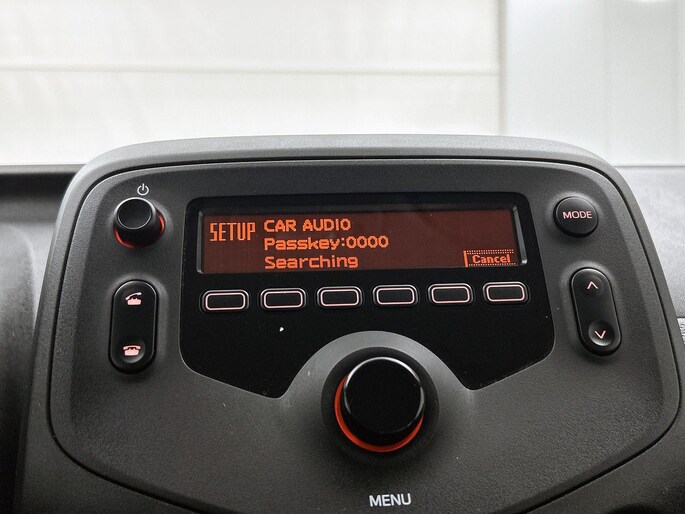 SETUP CAR AUDIO
Passkey:0000
Searching
Cancel
MODE
MENU